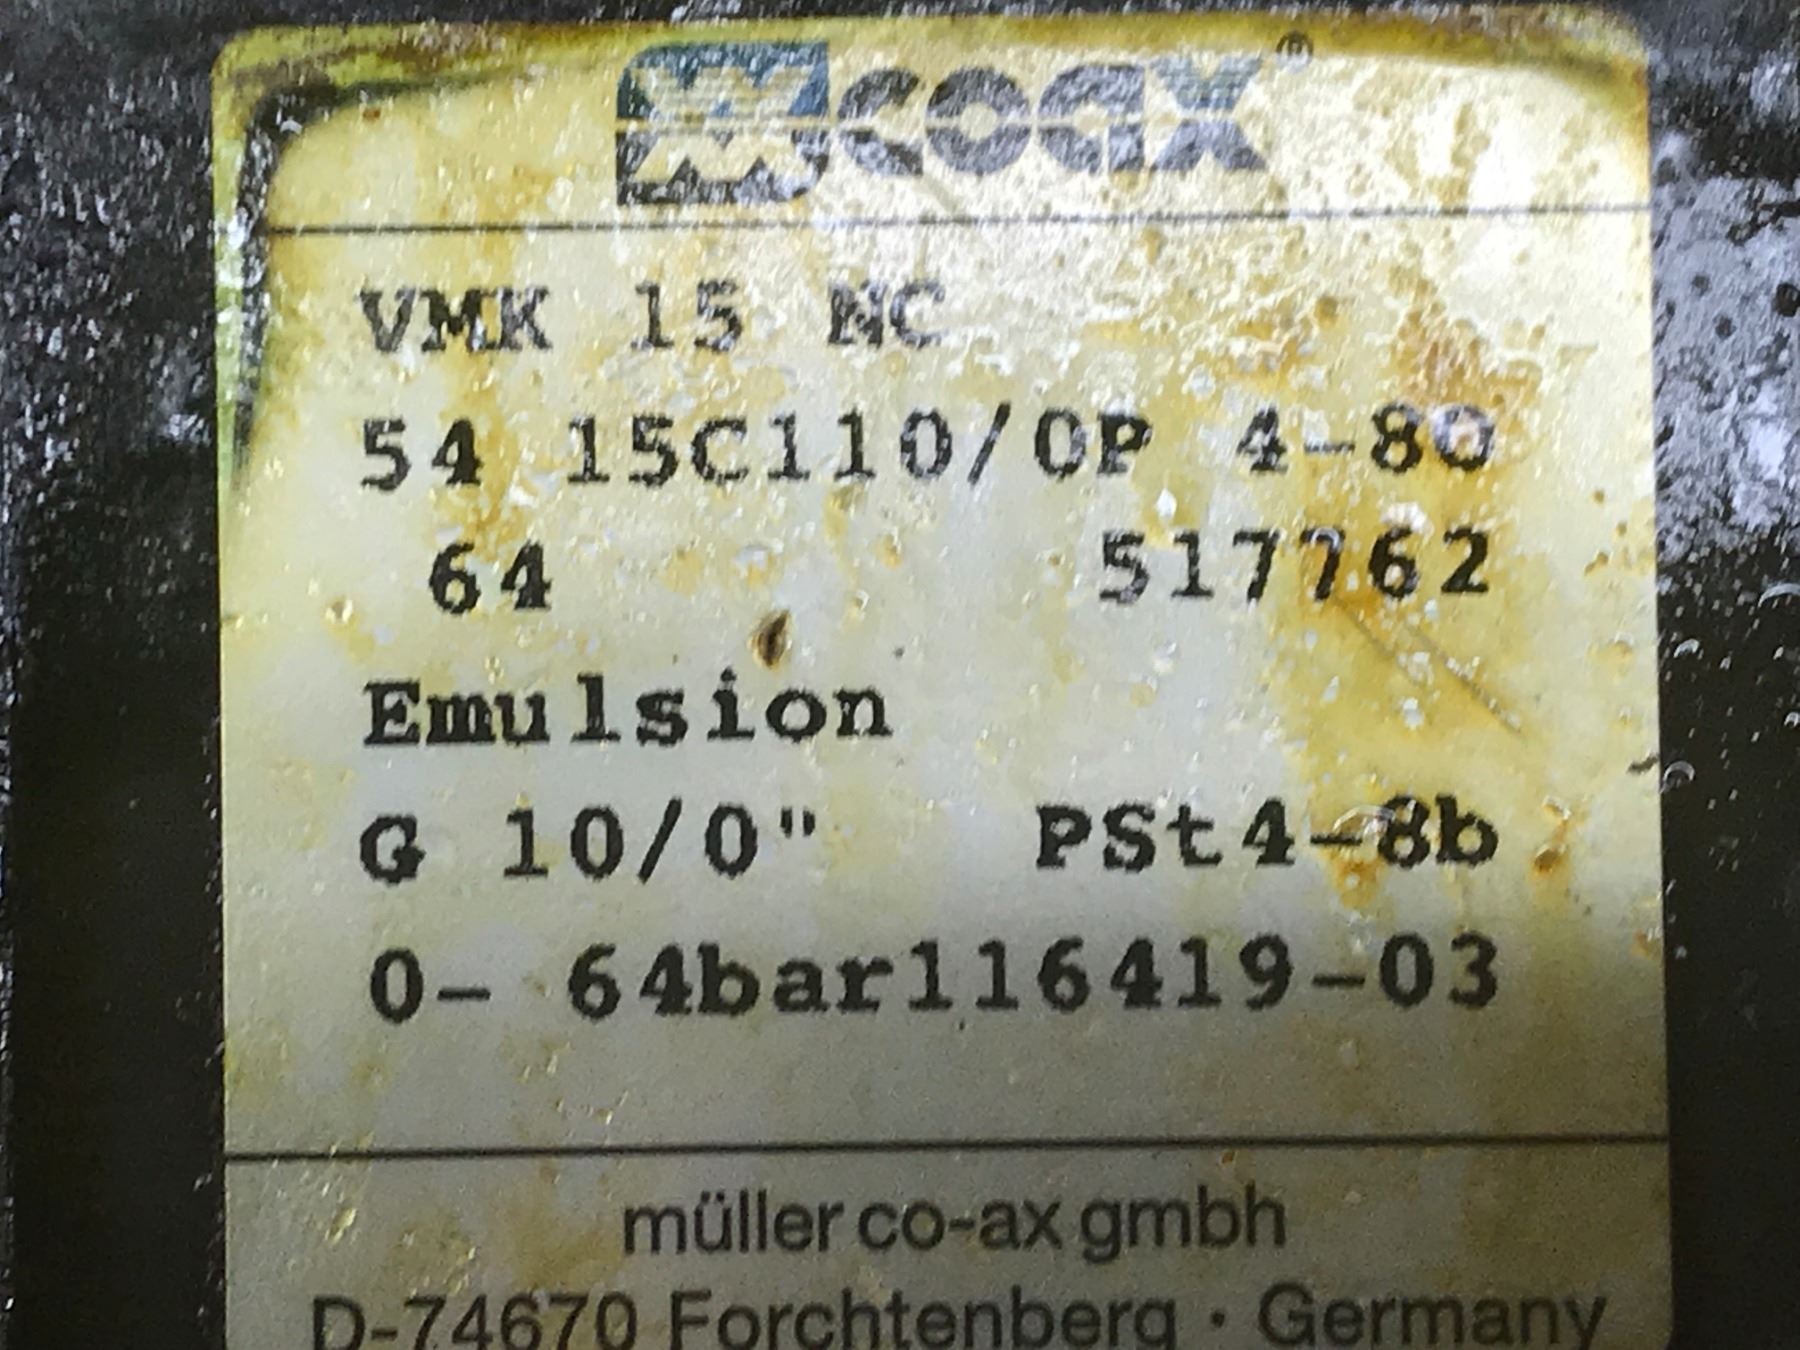 coax®
VMK 15 NC
54 15C110/0P 4-80
64 517762
Emulsion
G 10/0" PSt4-8b
0- 64bar116419-03
müller co-ax gmbh
D-74670 Forchtenberg · Germany